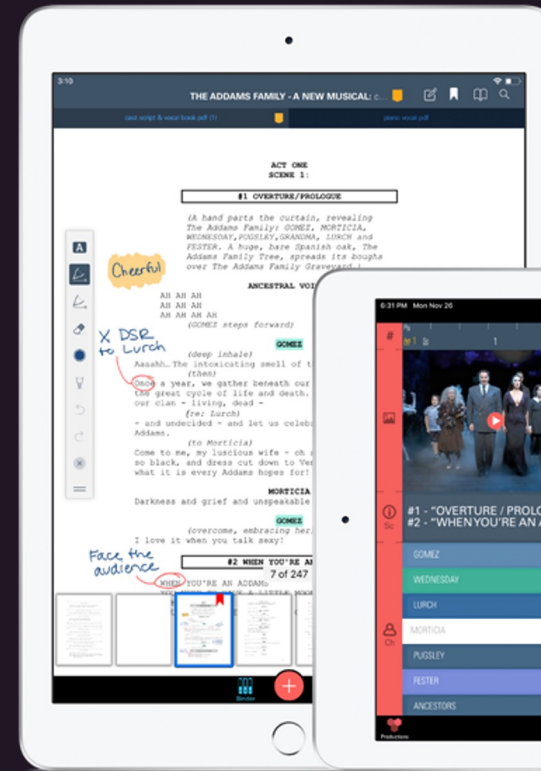 3:10
THE ADDAMS FAMILY - A NEW MUSICAL: c...
cast script & vocal book.pdf (1)
piano vocal.pdf
ACT ONE
SCENE 1:
#1 OVERTURE/PROLOGUE
(A hand parts the curtain, revealing
The Addams Family: GOMEZ, MORTICIA,
WEDNESDAY, PUGSLEY, GRANDMA, LURCH and
FESTER. A huge, bare Spanish oak, The
Addams Family Tree, spreads its boughs
over The Addams Family Graveyard.)
A
Cheerful
ANCESTRAL VOI
AH AH AH
AH AH AH
AH AH AH AH
(GOMEZ steps forward)
X DSR
to Lurch
GOMEZ
(deep inhale)
Aaaahh…The intoxicating smell of t
(then)
Once a year, we gather beneath our
the great cycle of life and death.
our clan - living, dead -
(re: Lurch)
- and undecided - and let us celeb
Addams.
(to Morticia)
Come to me, my luscious wife - oh
so black, and dress cut down to Ve
what it is every Addams hopes for!
MORTICIA
Darkness and grief and unspeakable
GOMEZ
(overcome, embracing her
I love it when you talk sexy!
Face the
audience
#2 WHEN YOU'RE A
7 of 247
WHEN YOU'RE AN ADDAMS
6:31 PM Mon Nov 26
#
Pg
1
#1 - "OVERTURE / PROLO
#2 - "WHEN YOU'RE AN A
Sc
GOMEZ
WEDNESDAY
LURCH
MORTICIA
Ch
PUGSLEY
FESTER
ANCESTORS
Productions